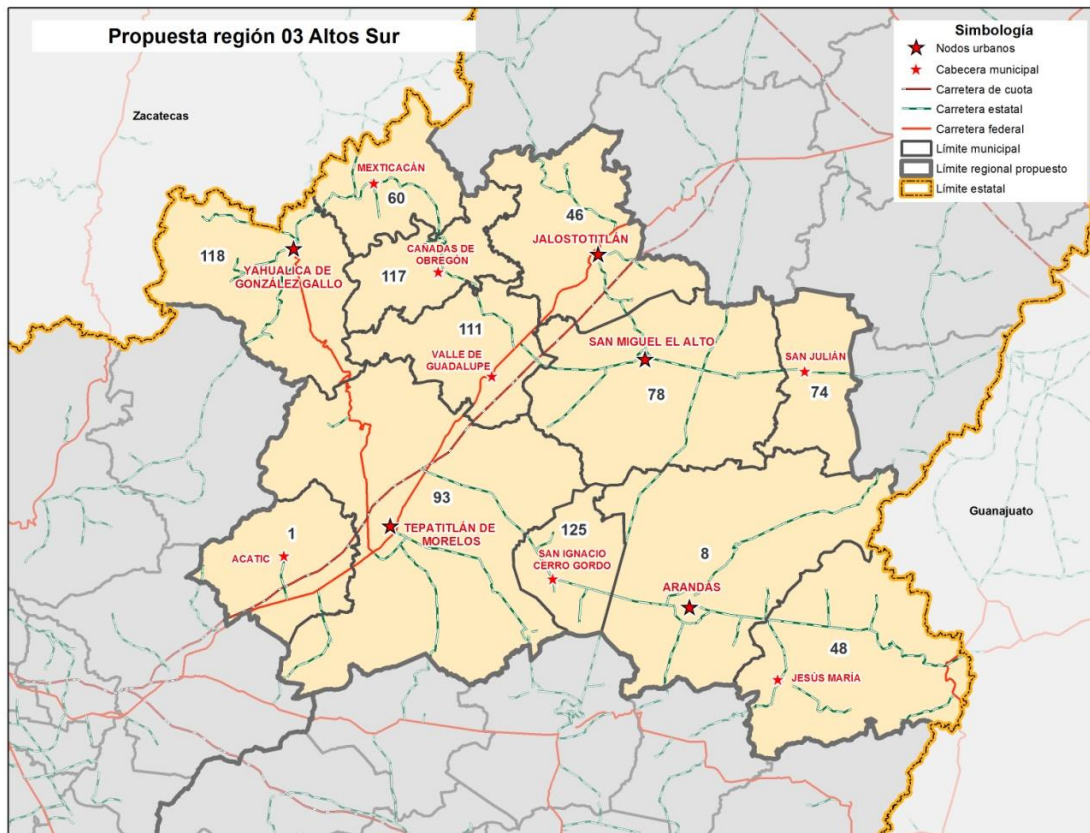 Propuesta región 03 Altos Sur
Simbología
Nodos urbanos
Cabecera municipal
Carretera de cuota
Carretera estatal
Carretera federal
Límite municipal
Límite regional propuesto
Límite estatal
Zacatecas
MEXTICACÁN
60
46
JALOSTOTITLÁN
118
YAHUALICA DE
GONZÁLEZ GALLO
CAÑADAS DE
OBREGÓN
117
111
VALLE DE
GUADALUPE
SAN MIGUEL EL ALTO
78
SAN JULIÁN
74
Guanajuato
93
TEPATITLÁN DE
MORELOS
1
ACATIC
125
SAN IGNACIO
CERRO GORDO
8
ARANDAS
48
JESÚS MARÍA